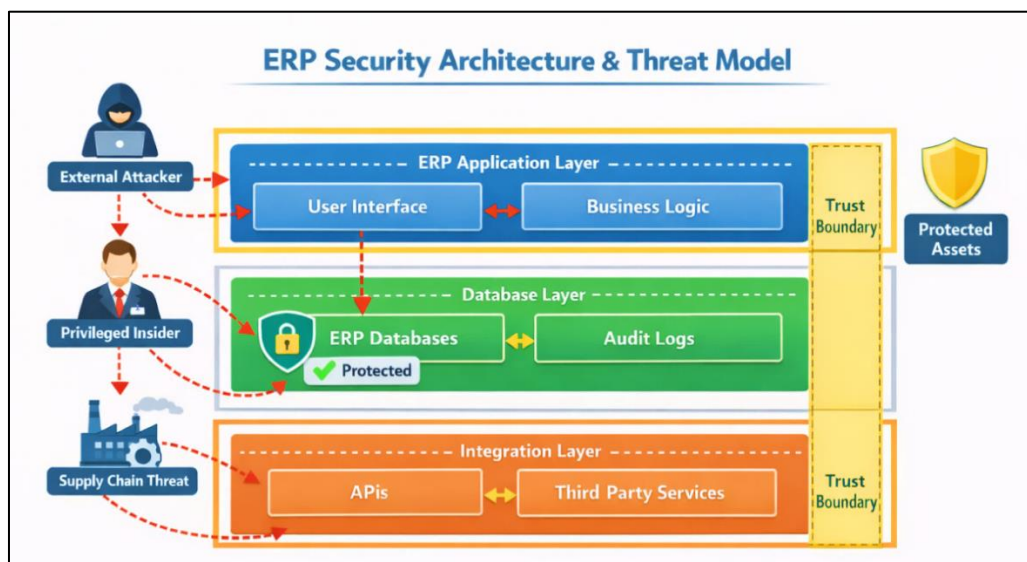 ERP Security Architecture & Threat Model
External Attacker
ERP Application Layer
User Interface
Business Logic
Trust
Boundary
Protected
Assets
Privileged Insider
Database Layer
ERP Databases
Audit Logs
Protected
Supply Chain Threat
Integration Layer
APis
Third Party Services
Trust
Boundary